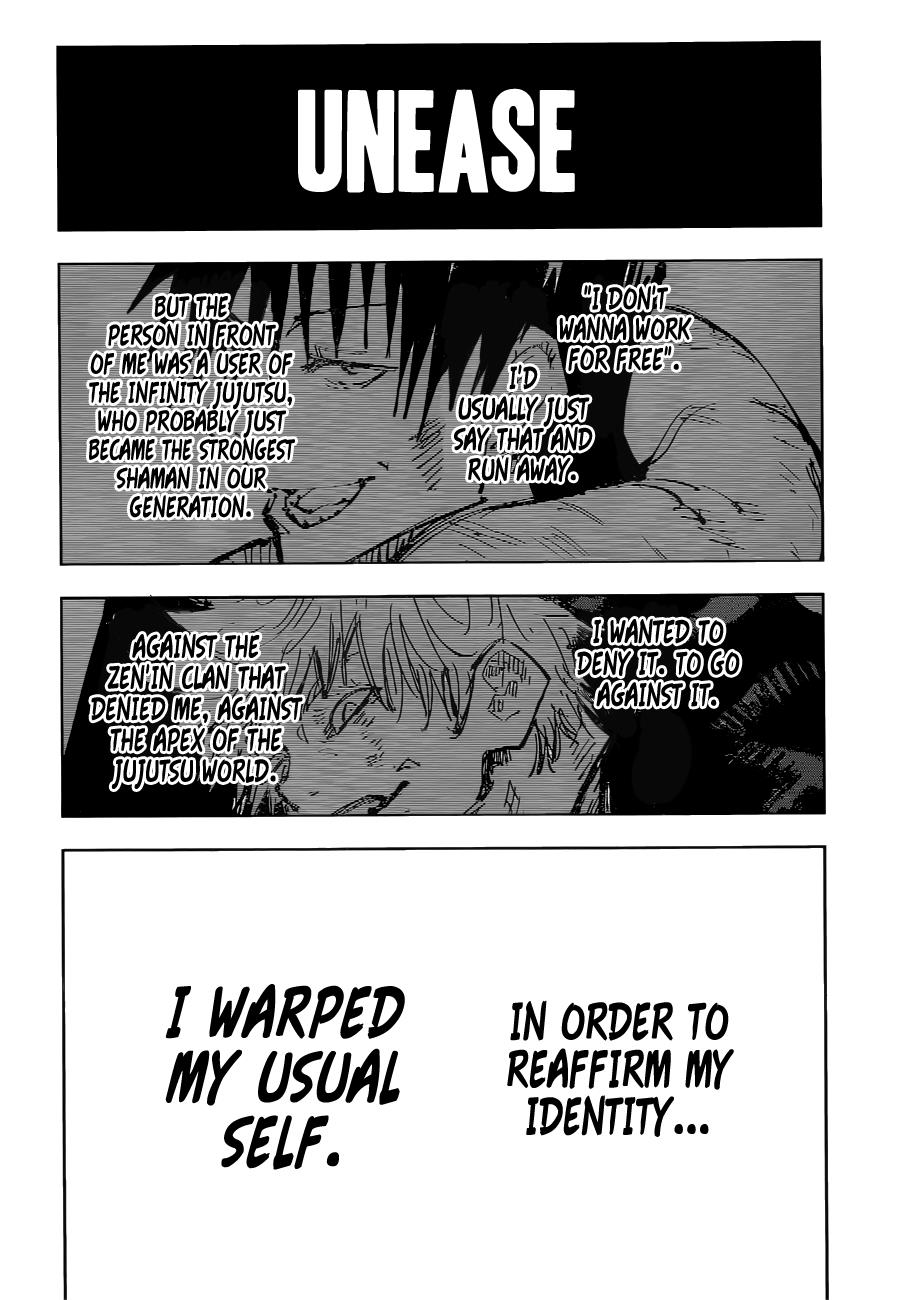 UNEASE
"I DON'T
WANNA WORK
FOR FREE".
I'D
USUALLY JUST
SAY THAT AND
RUN AWAY.
BUT THE
PERSON IN FRONT
OF ME WAS A USER OF
THE INFINITY JUJUTSU,
WHO PROBABLY JUST
BECAME THE STRONGEST
SHAMAN IN OUR
GENERATION.
I WANTED TO
DENY IT. TO GO
AGAINST IT.
AGAINST THE
ZEN'IN CLAN THAT
DENIED ME, AGAINST
THE APEX OF THE
JUJUTSU WORLD.
IN ORDER TO
REAFFIRM MY
IDENTITY...
I WARPED
MY USUAL
SELF.